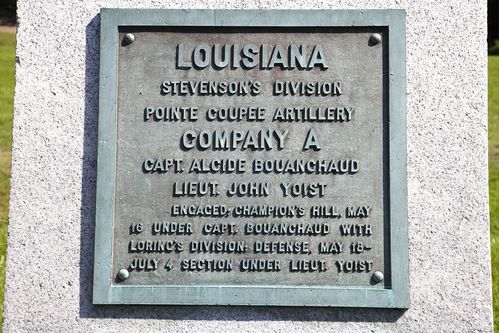 LOUISIANA
STEVENSON'S DIVISION
POINTE COUPEE ARTILLERY
COMPANY A
CAPT. ALCIDE BOUANCHAUD
LIEUT. JOHN YOIST
ENGAGED, CHAMPION'S HILL, MAY
16 UNDER CAPT. BOUANCHAUD WITH
LORING'S DIVISION: DEFENSE, MAY 18-
JULY 4 SECTION UNDER LIEUT. YOIST